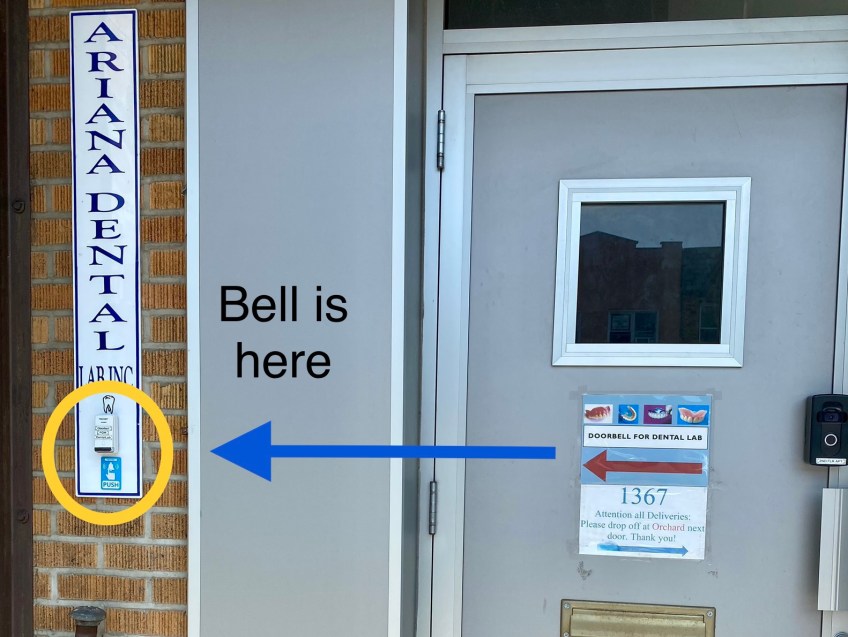 ARIANA DENTAL
LAB INC
PUSH
Bell is
here
DOORBELL FOR DENTAL LAB
1367
Attention all Deliveries:
Please drop off at Orchard next
door. Thank you!